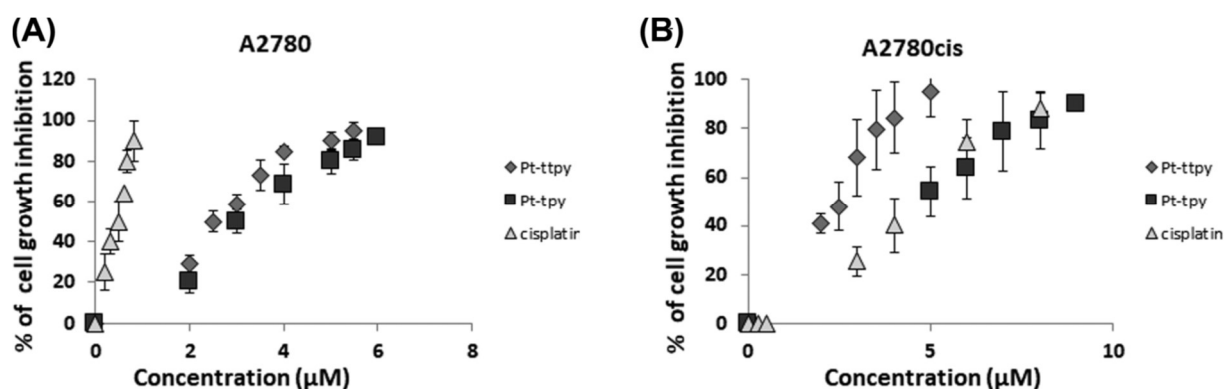 (A)
A2780
% of cell growth inhibition
120
100
80
60
40
20
0
0 2 4 6 8
Concentration (µM)
Pt-ttpy
Pt-tpy
cisplatin
(B)
A2780cis
% of cell growth inhibition
100
80
60
40
20
0
0 5 10
Concentration (µM)
Pt-ttpy
Pt-tpy
cisplatin